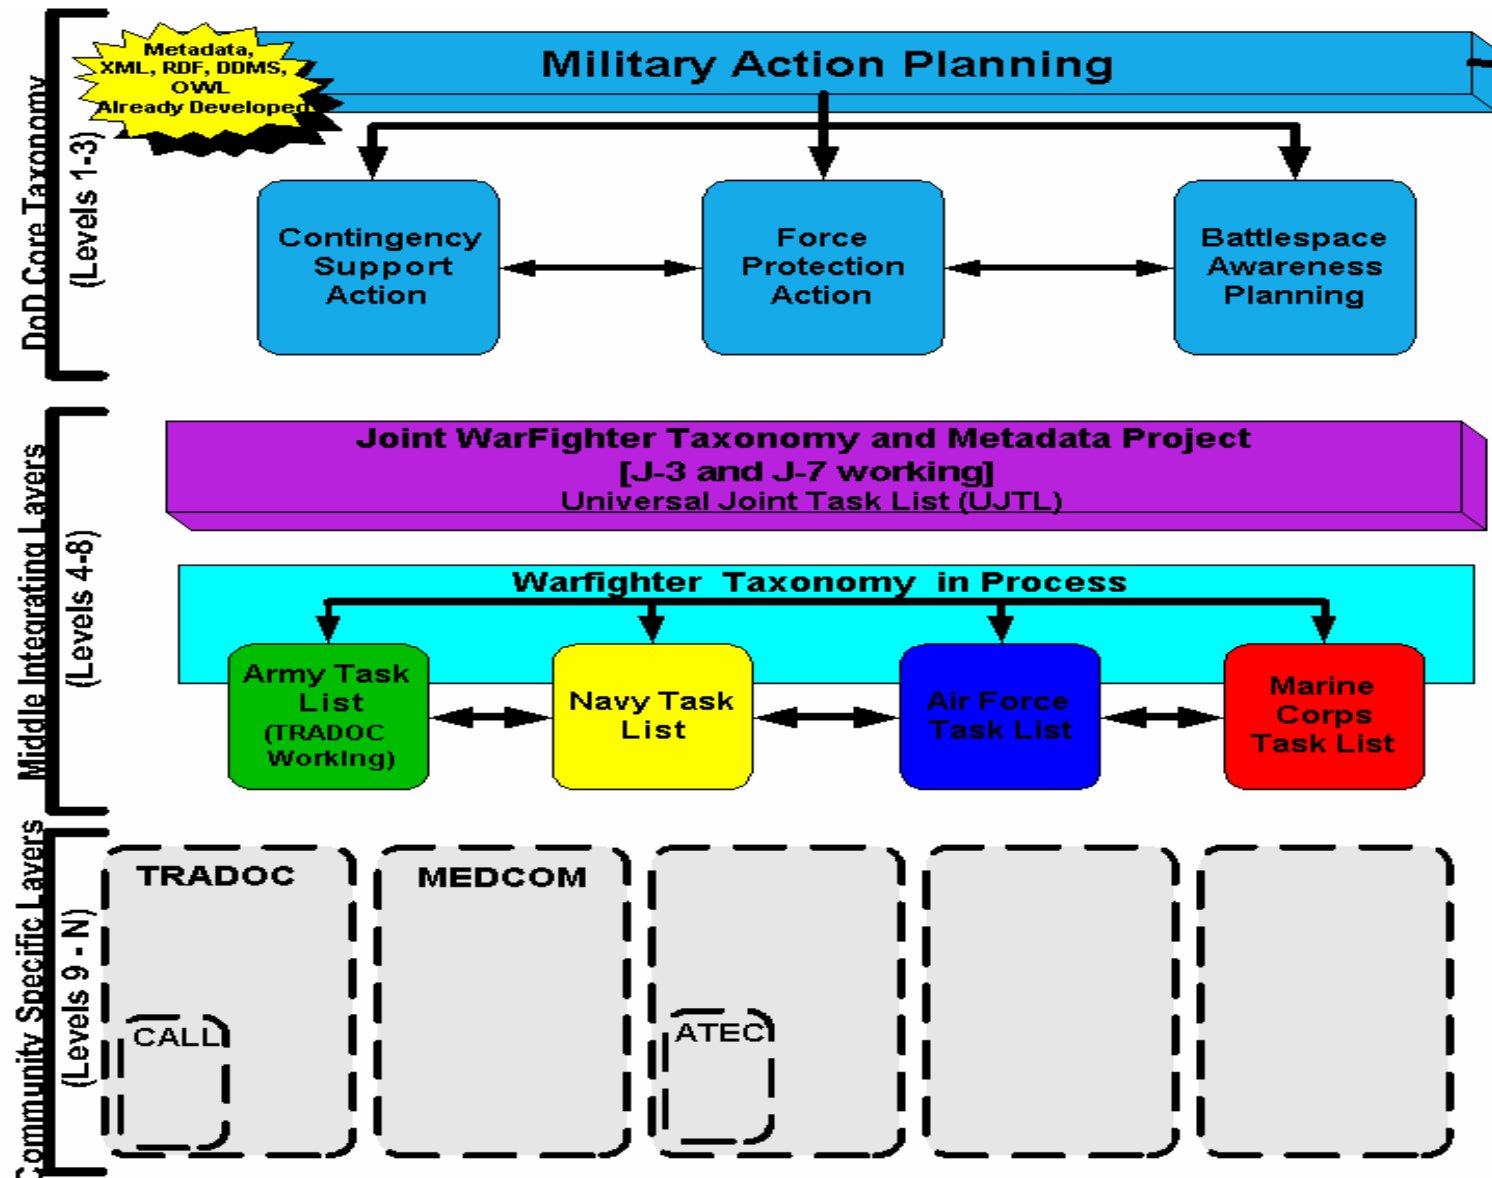 Metadata,
XML, RDF, DDMS,
OWL
Already Developed
Military Action Planning
DoD Core Taxonomy
(Levels 1-3)
Contingency
Support
Action
Force
Protection
Action
Battlespace
Awareness
Planning
Middle Integrating Layers
(Levels 4-8)
Joint WarFighter Taxonomy and Metadata Project
[J-3 and J-7 working]
Universal Joint Task List (UJTL)
Warfighter Taxonomy in Process
Army Task
List
(TRADOC
Working)
Navy Task
List
Air Force
Task List
Marine
Corps
Task List
Community Specific Layers
(Levels 9 - N)
TRADOC
CALL
MEDCOM
ATEC